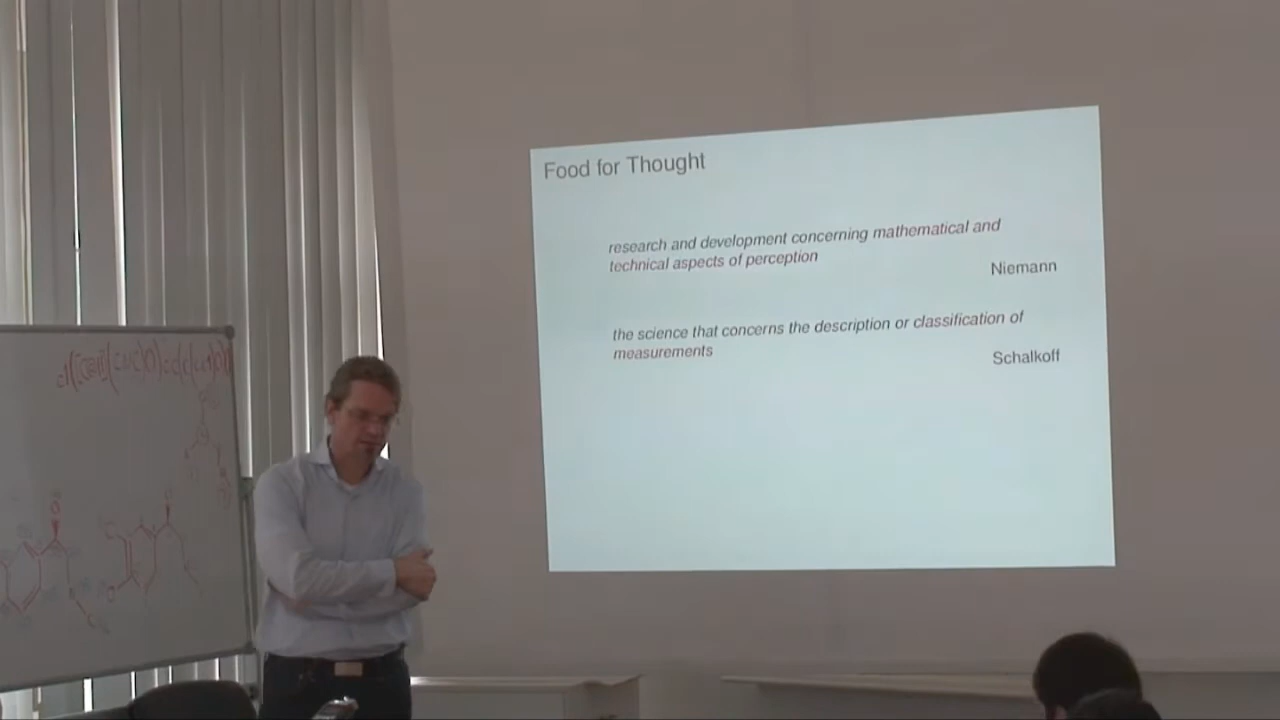 Food for Thought
research and development concerning mathematical and
technical aspects of perception
Niemann
the science that concerns the description or classification of
measurements
Schalkoff